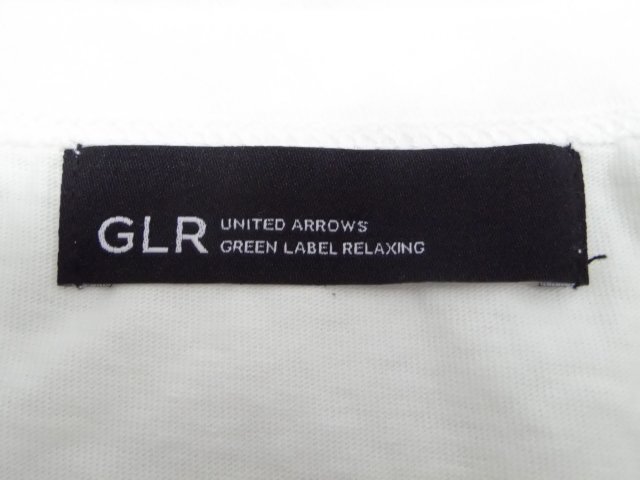 GLR
UNITED ARROWS
GREEN LABEL RELAXING